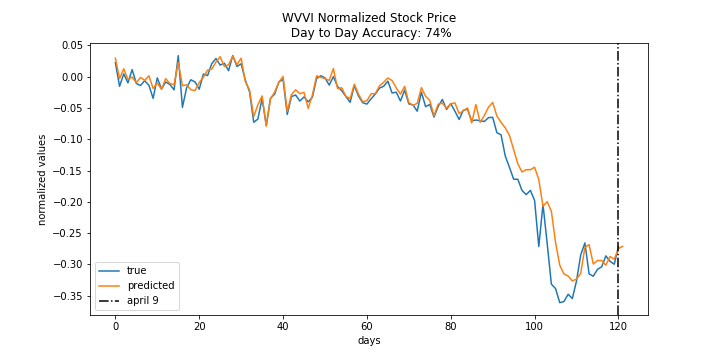 WVVI Normalized Stock Price
Day to Day Accuracy: 74%
0.05
0.00
−0.05
−0.10
−0.15
−0.20
−0.25
−0.30
−0.35
normalized values
true
predicted
april 9
0 20 40 60 80 100 120
days